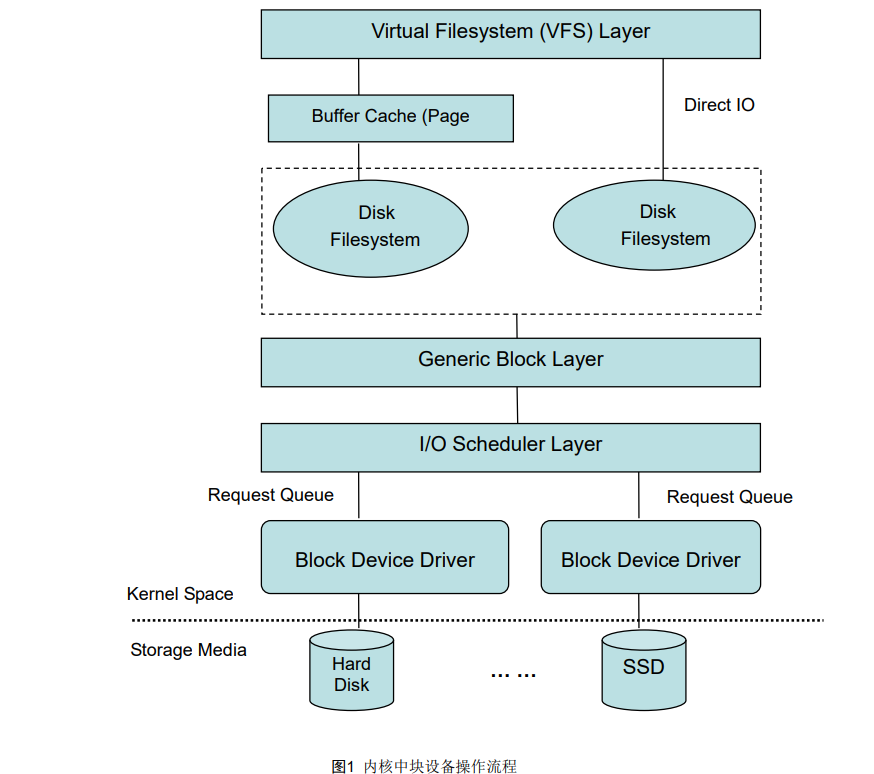 Virtual Filesystem (VFS) Layer
Direct IO
Buffer Cache (Page
Disk
Filesystem
Disk
Filesystem
Generic Block Layer
I/O Scheduler Layer
Request Queue
Request Queue
Block Device Driver
Block Device Driver
Kernel Space
Storage Media
Hard
Disk
... ...
SSD
图1 内核中块设备操作流程